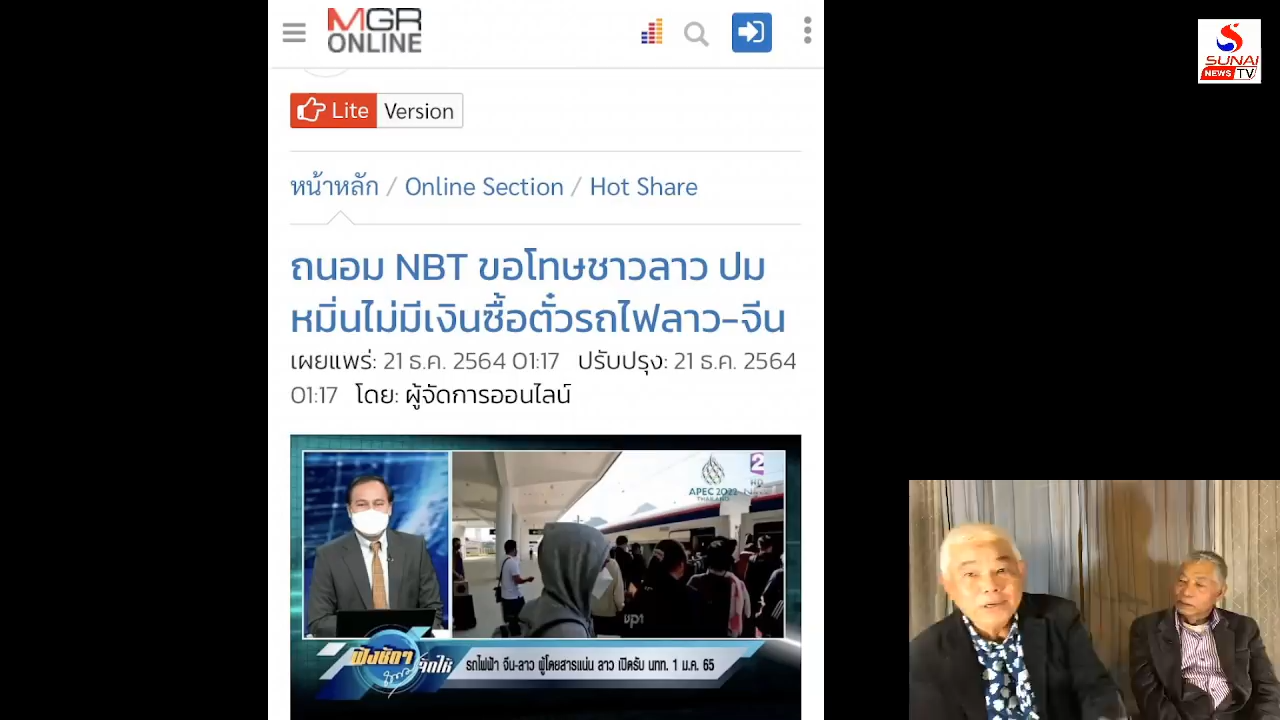 MGR
ONLINE
SUNAI
NEWS TV
Lite Version
หน้าหลัก / Online Section / Hot Share
ถนอม NBT ขอโทษชาวลาว ปม
หมิ่นไม่มีเงินซื้อตั๋วรถไฟลาว-จีน
เผยแพร่: 21 ธ.ค. 2564 01:17 ปรับปรุง: 21 ธ.ค. 2564
01:17 โดย: ผู้จัดการออนไลน์
2
HD
APEC 2022
THAILAND
ฟังชัดๆ
รถไฟฟ้า จีน-ลาว ผู้โดยสารแน่น ลาว เปิดรับ นทท. 1 ม.ค. 65